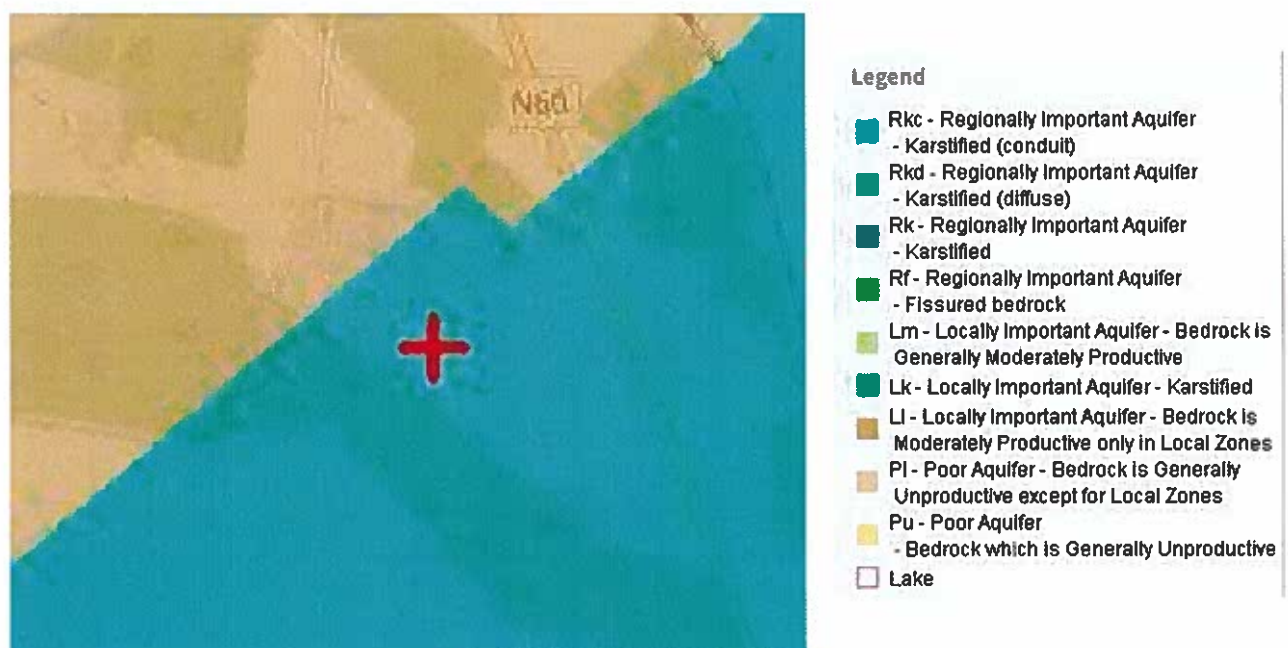 N60
Legend
Rkc - Regionally Important Aquifer
- Karstified (conduit)
Rkd - Regionally Important Aquifer
- Karstified (diffuse)
Rk - Regionally Important Aquifer
- Karstified
Rf - Regionally Important Aquifer
- Fissured bedrock
Lm - Locally Important Aquifer - Bedrock is
Generally Moderately Productive
Lk - Locally Important Aquifer - Karstified
Ll - Locally Important Aquifer - Bedrock is
Moderately Productive only in Local Zones
Pl - Poor Aquifer - Bedrock is Generally
Unproductive except for Local Zones
Pu - Poor Aquifer
- Bedrock which is Generally Unproductive
Lake